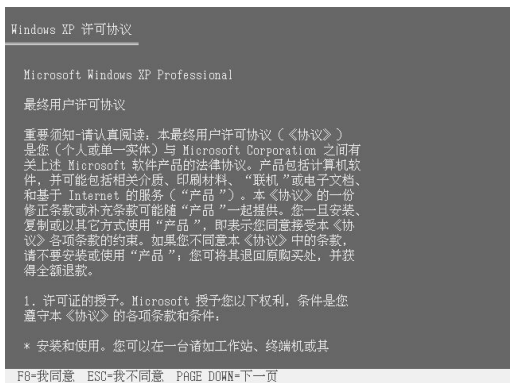 Windows XP 许可协议
Microsoft Windows XP Professional
最终用户许可协议
重要须知-请认真阅读：本最终用户许可协议（《协议》）
是您（个人或单一实体）与 Microsoft Corporation 之间有
关上述 Microsoft 软件产品的法律协议。产品包括计算机软
件，并可能包括相关介质、印刷材料、“联机”或电子文档、
和基于 Internet 的服务（“产品”）。本《协议》的一份
修正条款或补充条款可能随“产品”一起提供。您一旦安装、
复制或以其它方式使用“产品”，即表示您同意接受本《协
议》各项条款的约束。如果您不同意本《协议》中的条款，
请不要安装或使用“产品”；您可将其退回原购买处，并获
得全额退款。
1. 许可证的授予。Microsoft 授予您以下权利，条件是您
遵守本《协议》的各项条款和条件：
* 安装和使用。您可以在一台诸如工作站、终端机或其
F8=我同意 ESC=我不同意 PAGE DOWN=下一页